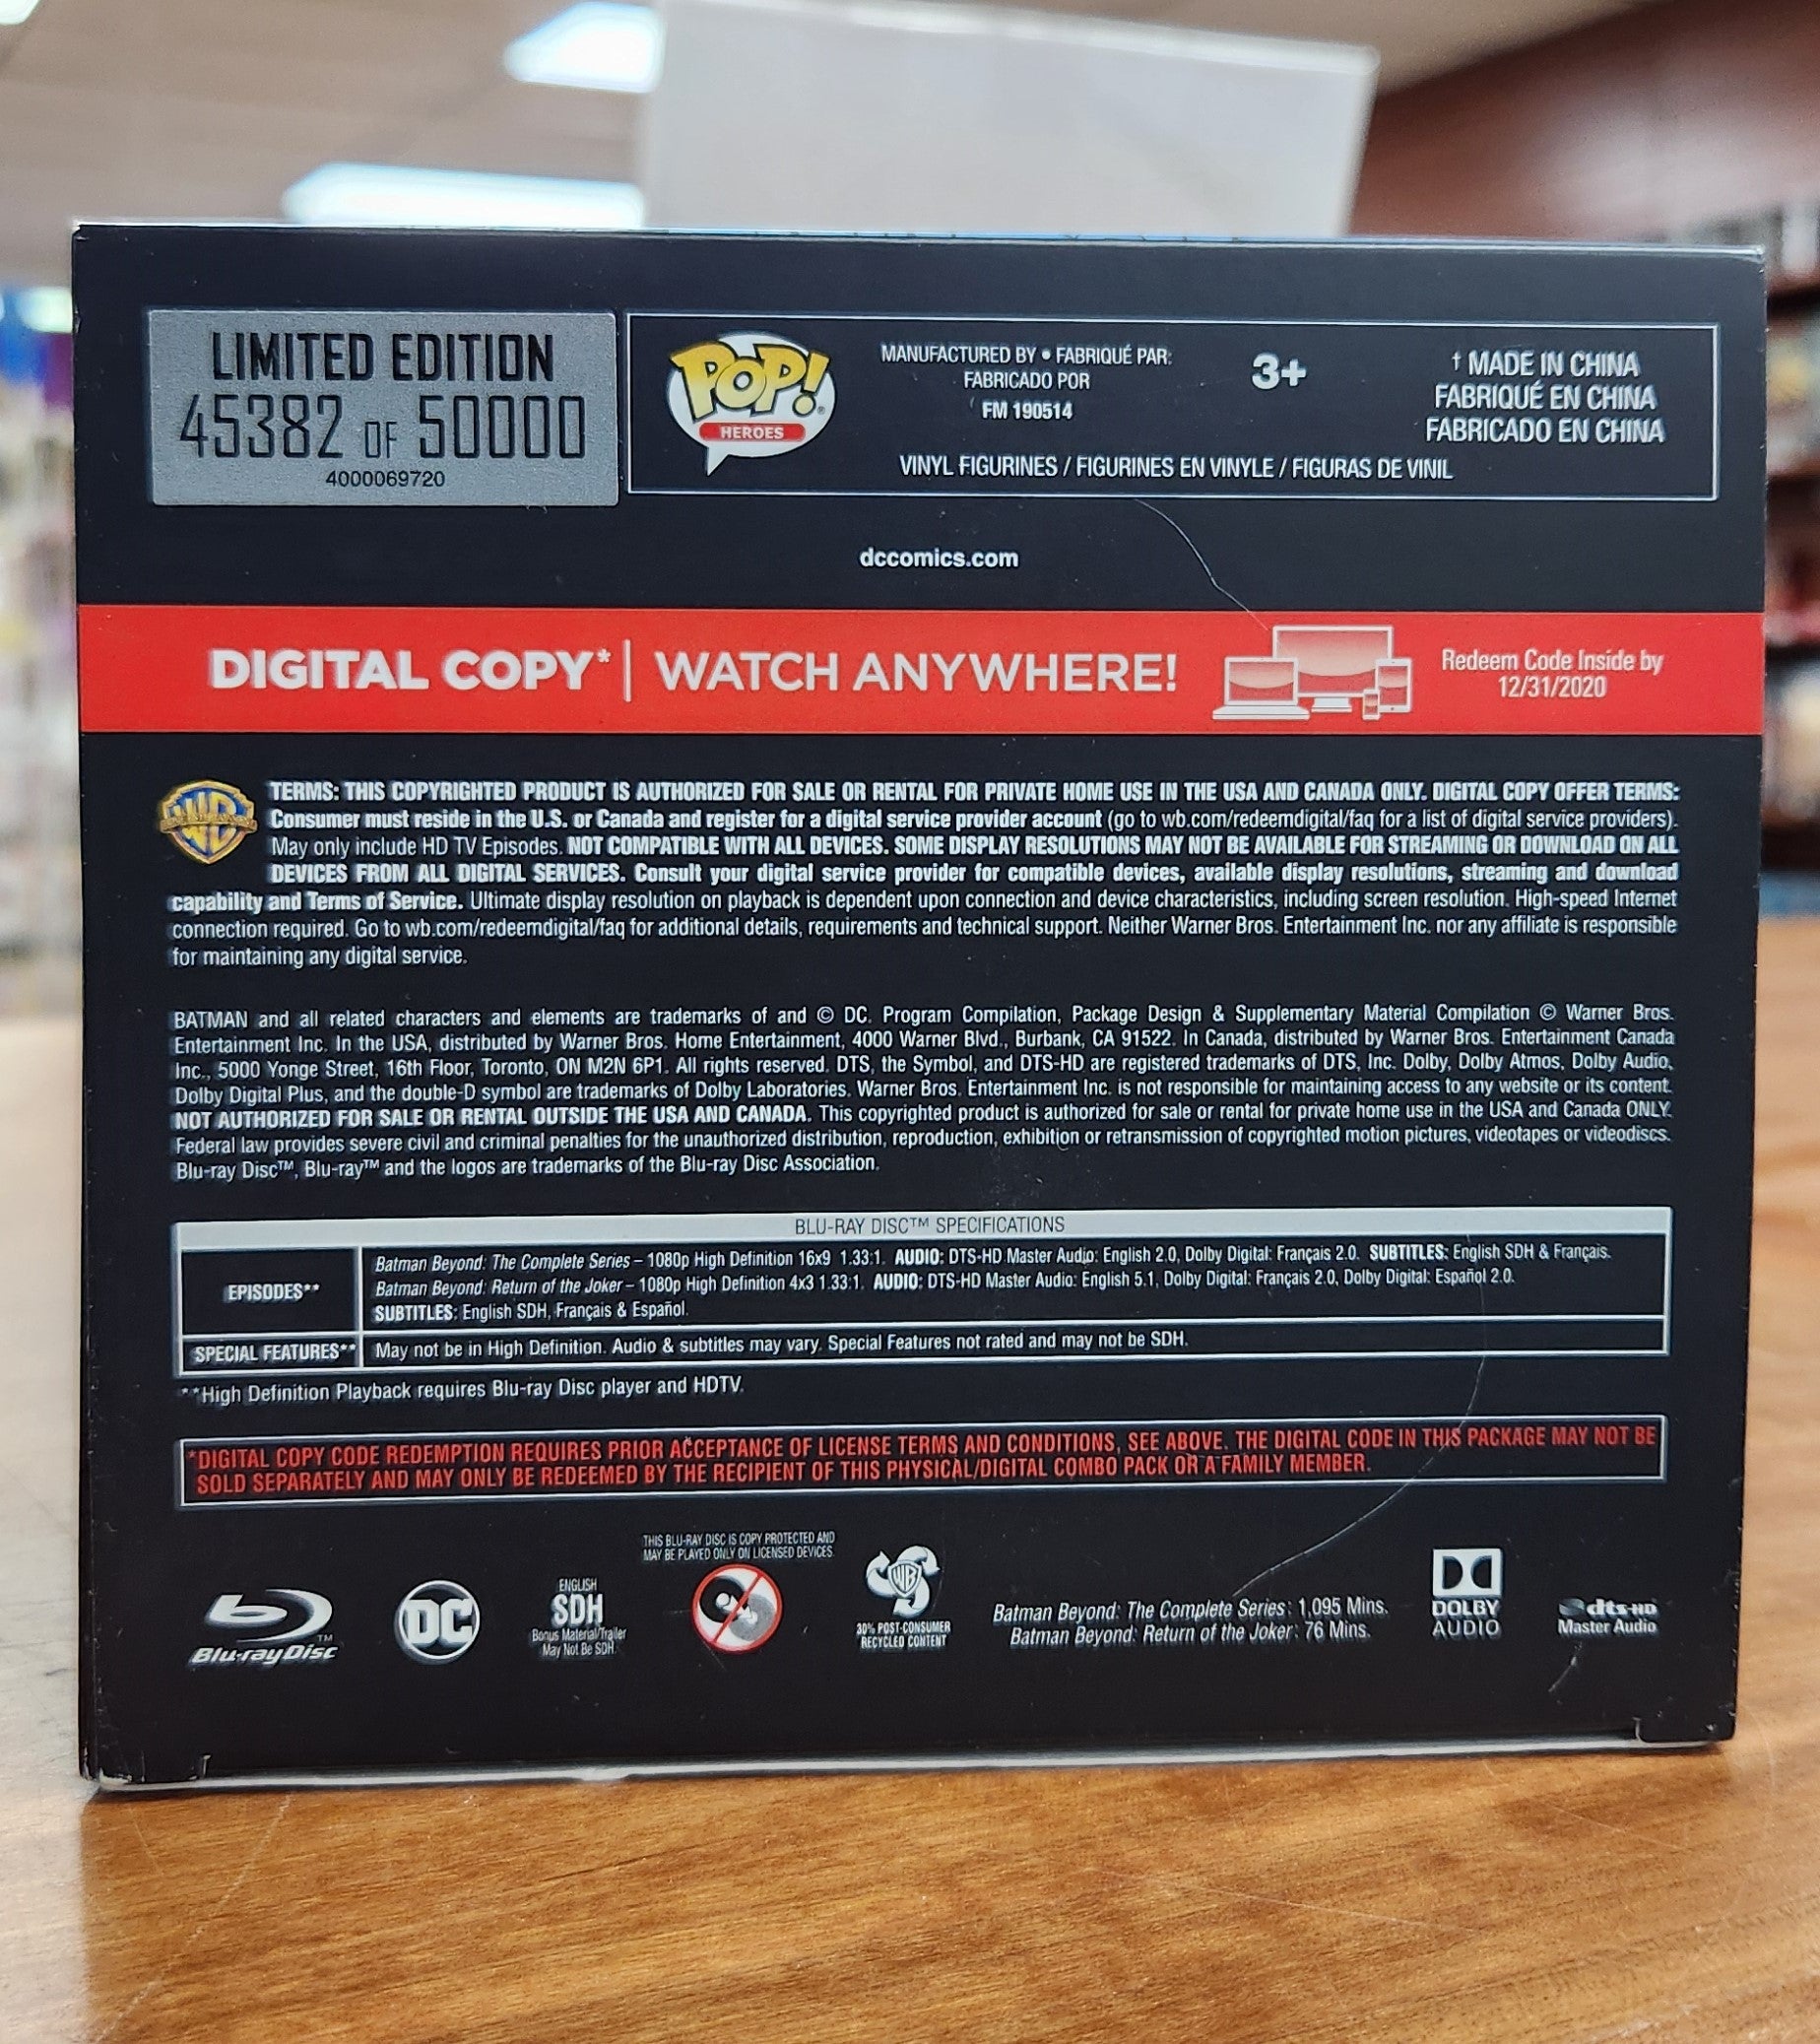 LIMITED EDITION
45382 OF 50000
4000069720
POP!
HEROES
MANUFACTURED BY • FABRIQUÉ PAR:
FABRICADO POR
FM 190514
3+
† MADE IN CHINA
FABRIQUÉ EN CHINA
FABRICADO EN CHINA
VINYL FIGURINES / FIGURINES EN VINYLE / FIGURAS DE VINIL
dccomics.com
DIGITAL COPY* | WATCH ANYWHERE!
Redeem Code Inside by
12/31/2020
WB
TERMS: THIS COPYRIGHTED PRODUCT IS AUTHORIZED FOR SALE OR RENTAL FOR PRIVATE HOME USE IN THE USA AND CANADA ONLY. DIGITAL COPY OFFER TERMS:
Consumer must reside in the U.S. or Canada and register for a digital service provider account (go to wb.com/redeemdigital/faq for a list of digital service providers).
May only include HD TV Episodes. NOT COMPATIBLE WITH ALL DEVICES. SOME DISPLAY RESOLUTIONS MAY NOT BE AVAILABLE FOR STREAMING OR DOWNLOAD ON ALL
DEVICES FROM ALL DIGITAL SERVICES. Consult your digital service provider for compatible devices, available display resolutions, streaming and download
capability and Terms of Service. Ultimate display resolution on playback is dependent upon connection and device characteristics, including screen resolution. High-speed Internet
connection required. Go to wb.com/redeemdigital/faq for additional details, requirements and technical support. Neither Warner Bros. Entertainment Inc. nor any affiliate is responsible
for maintaining any digital service.
BATMAN and all related characters and elements are trademarks of and © DC. Program Compilation, Package Design & Supplementary Material Compilation © Warner Bros.
Entertainment Inc. In the USA, distributed by Warner Bros. Home Entertainment, 4000 Warner Blvd., Burbank, CA 91522. In Canada, distributed by Warner Bros. Entertainment Canada
Inc., 5000 Yonge Street, 16th Floor, Toronto, ON M2N 6P1. All rights reserved. DTS, the Symbol, and DTS-HD are registered trademarks of DTS, Inc. Dolby, Dolby Atmos, Dolby Audio,
Dolby Digital Plus, and the double-D symbol are trademarks of Dolby Laboratories. Warner Bros. Entertainment Inc. is not responsible for maintaining access to any website or its content.
NOT AUTHORIZED FOR SALE OR RENTAL OUTSIDE THE USA AND CANADA. This copyrighted product is authorized for sale or rental for private home use in the USA and Canada ONLY.
Federal law provides severe civil and criminal penalties for the unauthorized distribution, reproduction, exhibition or retransmission of copyrighted motion pictures, videotapes or videodiscs.
Blu-ray Disc™, Blu-ray™ and the logos are trademarks of the Blu-ray Disc Association.
BLU-RAY DISC™ SPECIFICATIONS
EPISODES**
Batman Beyond: The Complete Series – 1080p High Definition 16x9 1.33:1. AUDIO: DTS-HD Master Audio: English 2.0, Dolby Digital: Français 2.0. SUBTITLES: English SDH & Français.
Batman Beyond: Return of the Joker – 1080p High Definition 4x3 1.33:1. AUDIO: DTS-HD Master Audio: English 5.1, Dolby Digital: Français 2.0, Dolby Digital: Español 2.0.
SUBTITLES: English SDH, Français & Español.
SPECIAL FEATURES** May not be in High Definition. Audio & subtitles may vary. Special Features not rated and may not be SDH.
**High Definition Playback requires Blu-ray Disc player and HDTV.
*DIGITAL COPY CODE REDEMPTION REQUIRES PRIOR ACCEPTANCE OF LICENSE TERMS AND CONDITIONS, SEE ABOVE. THE DIGITAL CODE IN THIS PACKAGE MAY NOT BE
SOLD SEPARATELY AND MAY ONLY BE REDEEMED BY THE RECIPIENT OF THIS PHYSICAL/DIGITAL COMBO PACK OR A FAMILY MEMBER.
Blu-ray Disc™
DC
ENGLISH
SDH
Bonus Material/Trailer
May Not Be SDH.
THIS BLU-RAY DISC IS COPY PROTECTED AND
MAY BE PLAYED ONLY ON LICENSED DEVICES.
WB
30% POST-CONSUMER
RECYCLED CONTENT
Batman Beyond: The Complete Series: 1,095 Mins.
Batman Beyond: Return of the Joker: 76 Mins.
DOLBY
AUDIO
dts-HD
Master Audio